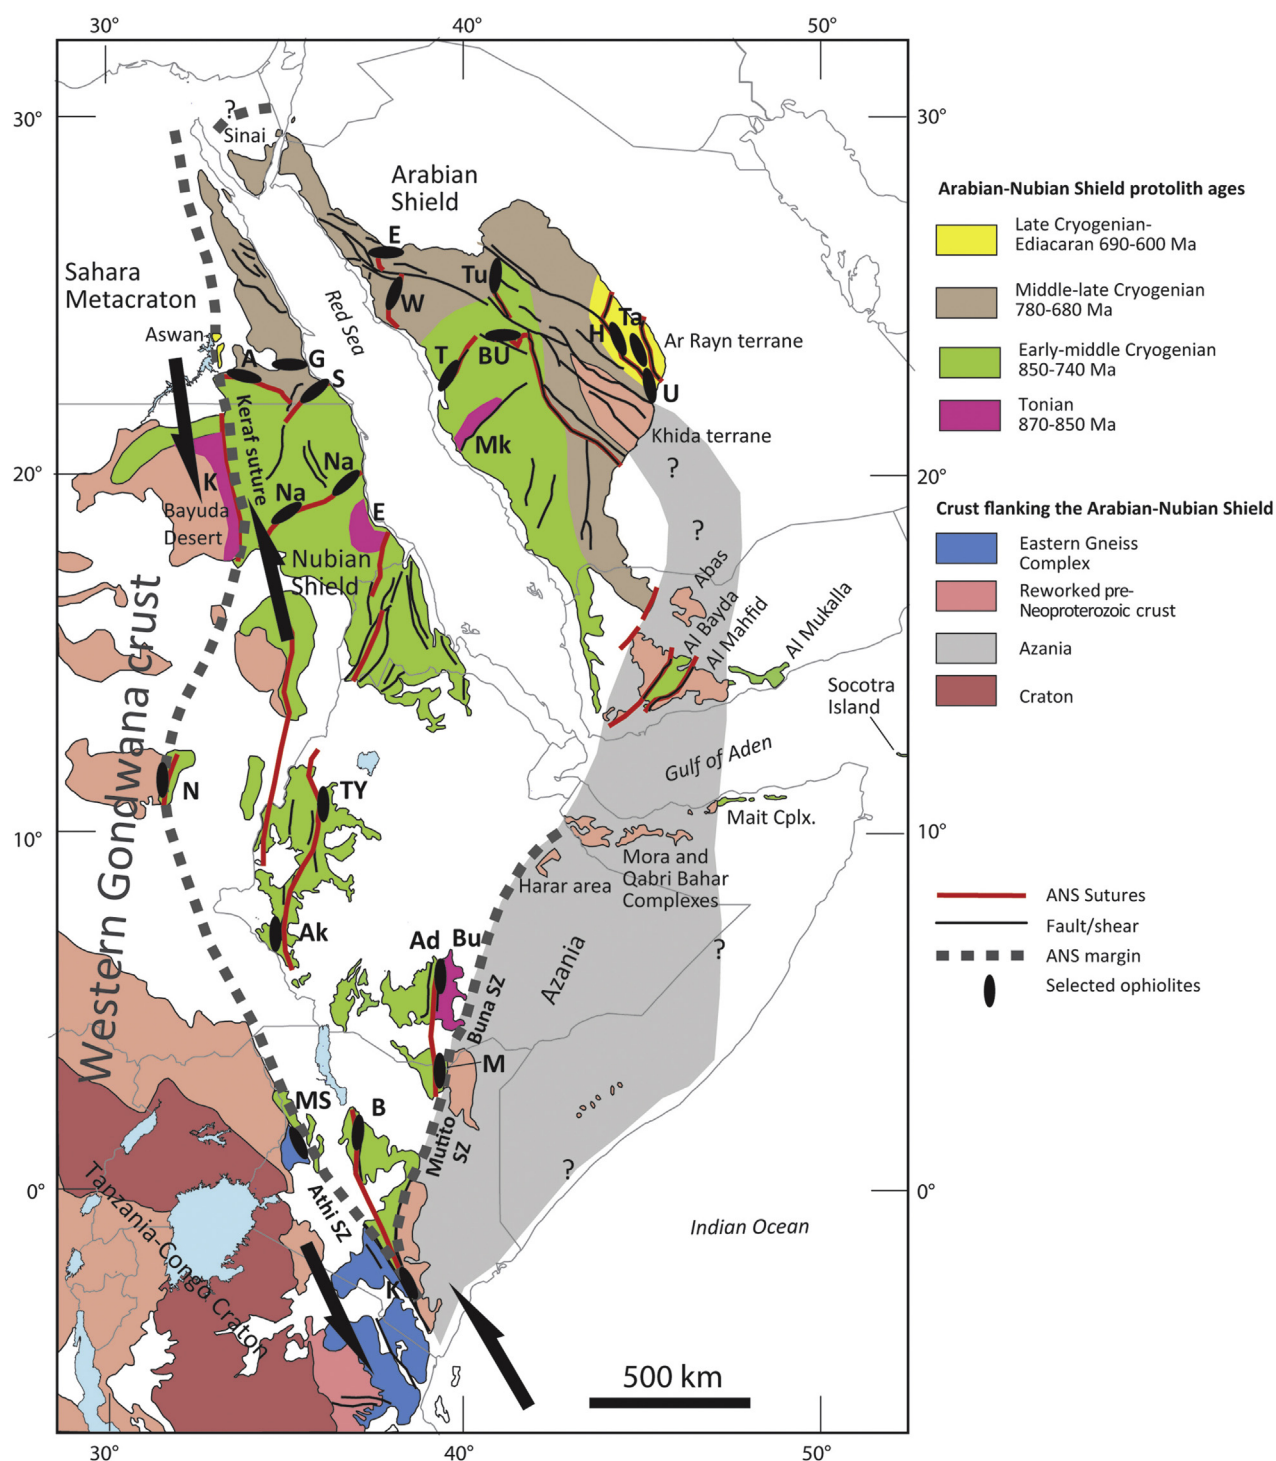 30°
40°
50°
30°
30°
?
Sinai
Arabian
Shield
E
Tu
W
Sahara
Metacraton
Red Sea
Aswan
Ta
H
Ar Rayn terrane
A
G
S
T
BU
U
Keraf suture
Mk
Khida terrane
20°
20°
?
K
Na
Na
E
Bayuda
Desert
?
Nubian
Shield
Abas
Al Bayda
Al Mahfid
Al Mukalla
Western Gondwana crust
Socotra
Island
Gulf of Aden
N
TY
10°
10°
Mait Cplx.
Mora and
Qabri Bahar
Complexes
Harar area
Ak
Ad
Bu
?
Azania
Buna SZ
M
MS
B
Mutito
SZ
?
0°
0°
Tanzania-Congo Craton
Athi SZ
Indian Ocean
K
500 km
30°
40°
50°
Arabian-Nubian Shield protolith ages
Late Cryogenian-
Ediacaran 690-600 Ma
Middle-late Cryogenian
780-680 Ma
Early-middle Cryogenian
850-740 Ma
Tonian
870-850 Ma
Crust flanking the Arabian-Nubian Shield
Eastern Gneiss
Complex
Reworked pre-
Neoproterozoic crust
Azania
Craton
ANS Sutures
Fault/shear
ANS margin
Selected ophiolites